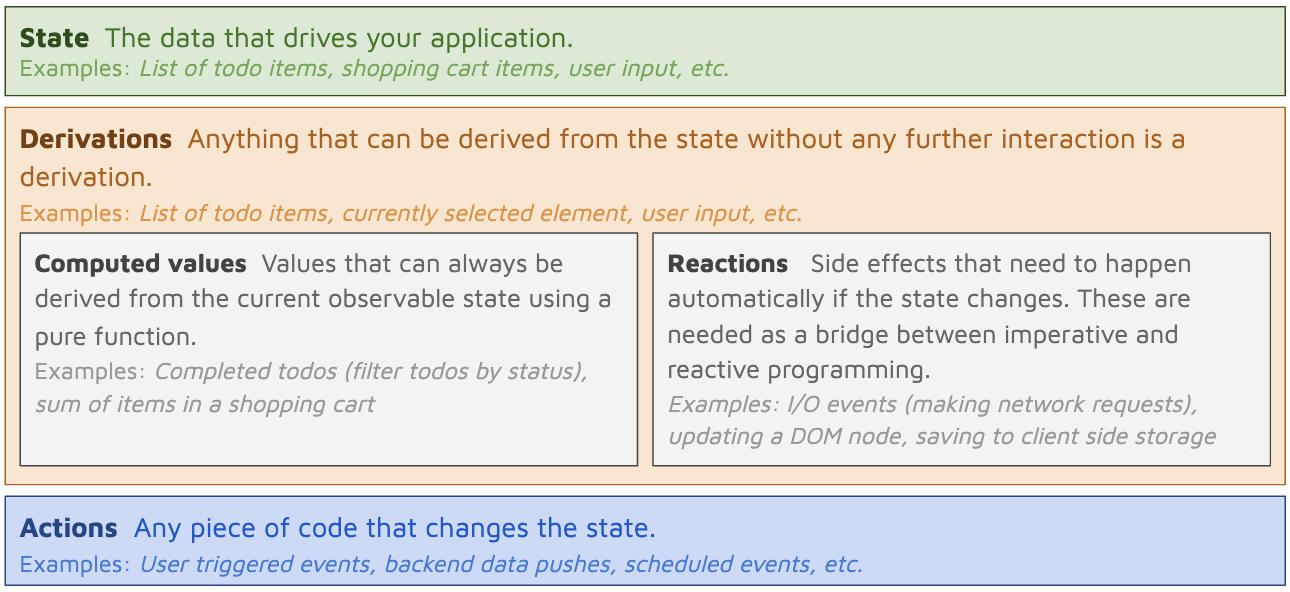 State The data that drives your application.
Examples: List of todo items, shopping cart items, user input, etc.
Derivations Anything that can be derived from the state without any further interaction is a
derivation.
Examples: List of todo items, currently selected element, user input, etc.
Computed values Values that can always be
derived from the current observable state using a
pure function.
Examples: Completed todos (filter todos by status),
sum of items in a shopping cart
Reactions Side effects that need to happen
automatically if the state changes. These are
needed as a bridge between imperative and
reactive programming.
Examples: I/O events (making network requests),
updating a DOM node, saving to client side storage
Actions Any piece of code that changes the state.
Examples: User triggered events, backend data pushes, scheduled events, etc.